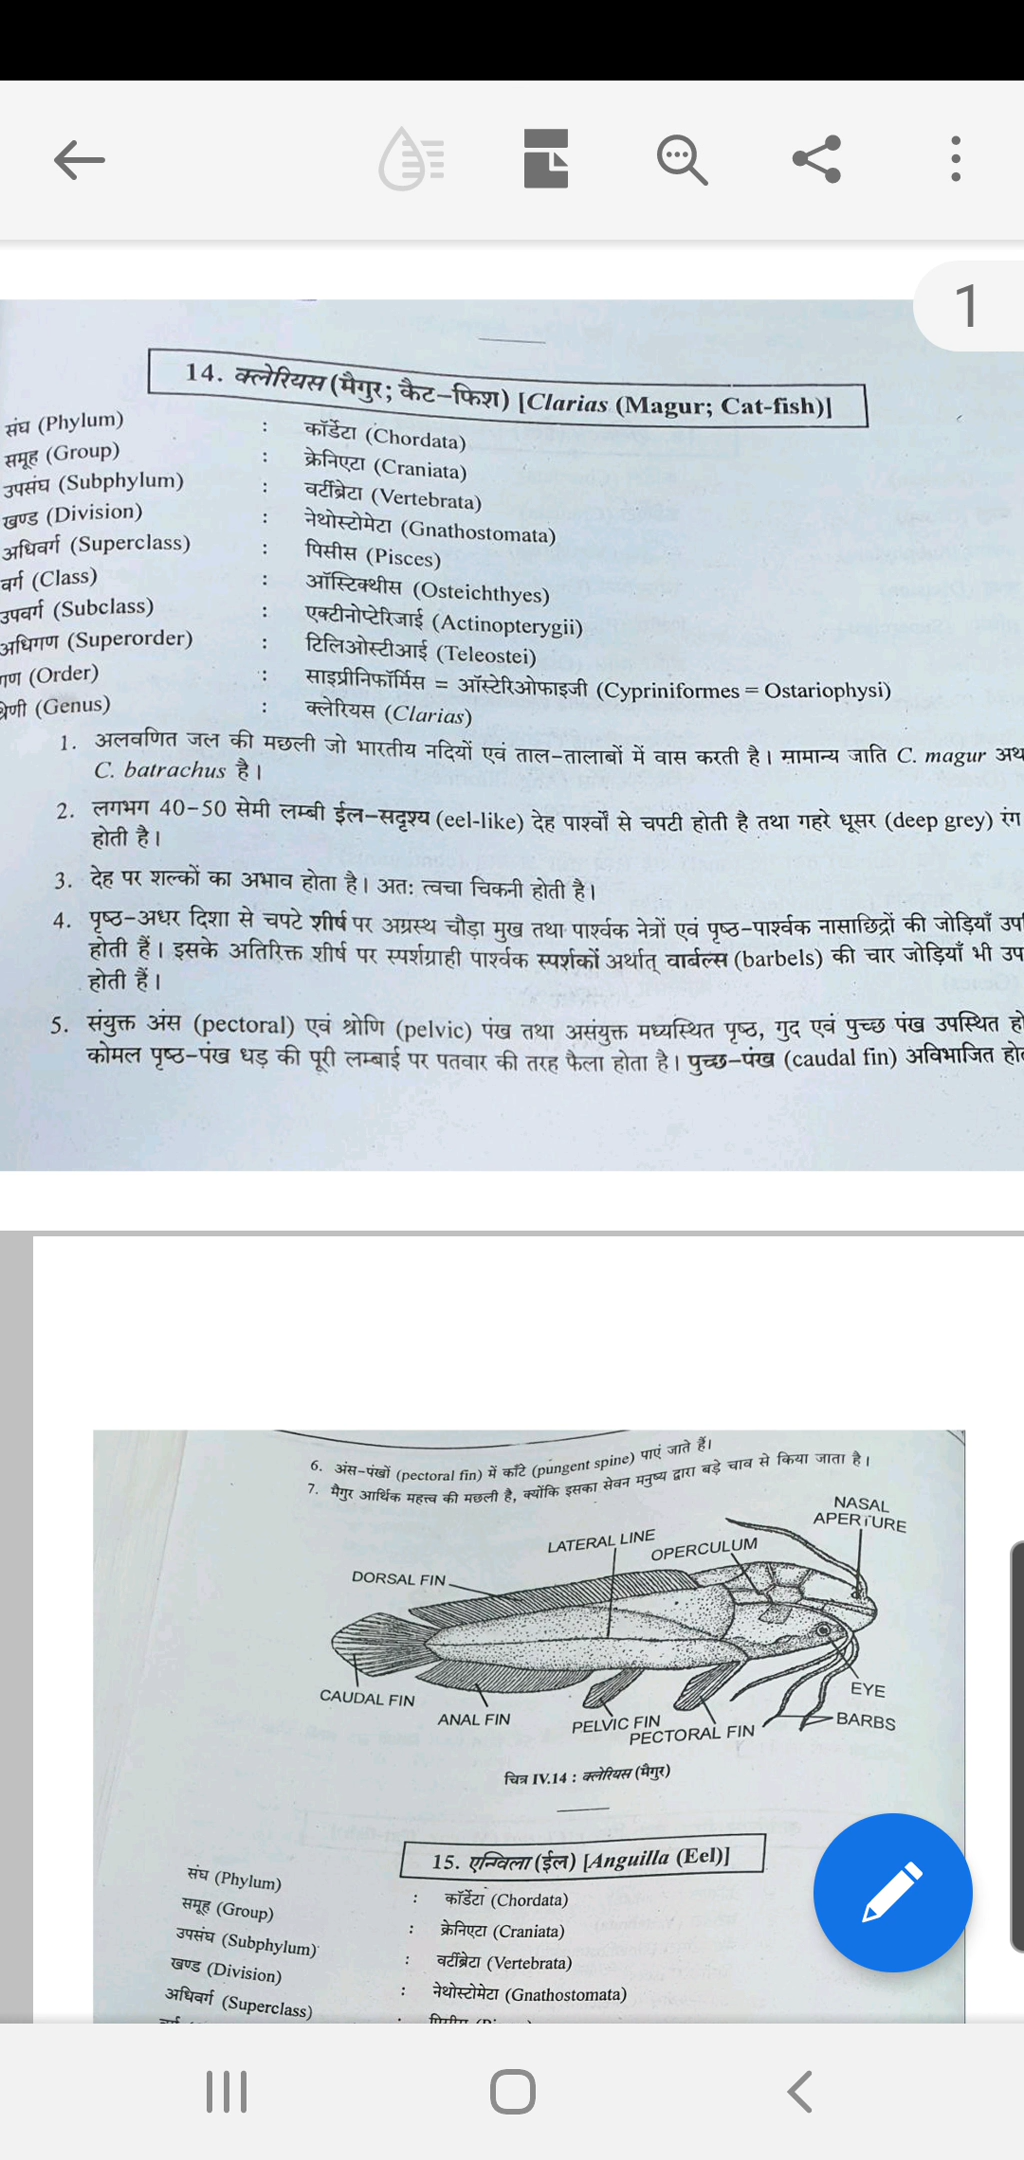 1
14. क्लेरियस (मैगुर; कैट-फिश) [Clarias (Magur; Cat-fish)]
संघ (Phylum) : कॉर्डेटा (Chordata)
समूह (Group) : क्रेनिएटा (Craniata)
उपसंघ (Subphylum) : वर्टीब्रेटा (Vertebrata)
खण्ड (Division) : नेथोस्टोमेटा (Gnathostomata)
अधिवर्ग (Superclass) : पिसीस (Pisces)
वर्ग (Class) : ऑस्टिक्थीस (Osteichthyes)
उपवर्ग (Subclass) : एक्टीनोप्टेरिजाई (Actinopterygii)
अधिगण (Superorder) : टिलिओस्टीआई (Teleostei)
गण (Order) : साइप्रीनिफॉर्मिस = ऑस्टेरिओफाइजी (Cypriniformes = Ostariophysi)
श्रेणी (Genus) : क्लेरियस (Clarias)
1. अलवणित जल की मछली जो भारतीय नदियों एवं ताल-तालाबों में वास करती है। सामान्य जाति C. magur अथ
C. batrachus है।
2. लगभग 40-50 सेमी लम्बी ईल-सदृश्य (eel-like) देह पार्श्वों से चपटी होती है तथा गहरे धूसर (deep grey) रंग
होती है।
3. देह पर शल्कों का अभाव होता है। अतः त्वचा चिकनी होती है।
4. पृष्ठ-अधर दिशा से चपटे शीर्ष पर अग्रस्थ चौड़ा मुख तथा पार्श्वक नेत्रों एवं पृष्ठ-पार्श्वक नासाछिद्रों की जोड़ियाँ उप
होती हैं। इसके अतिरिक्त शीर्ष पर स्पर्शग्राही पार्श्वक स्पर्शकों अर्थात् वार्बल्स (barbels) की चार जोड़ियाँ भी उप
होती हैं।
5. संयुक्त अंस (pectoral) एवं श्रोणि (pelvic) पंख तथा असंयुक्त मध्यस्थित पृष्ठ, गुद एवं पुच्छ पंख उपस्थित हो
कोमल पृष्ठ-पंख धड़ की पूरी लम्बाई पर पतवार की तरह फैला होता है। पुच्छ-पंख (caudal fin) अविभाजित होत
6. अंस-पंखों (pectoral fin) में काँटे (pungent spine) पाएं जाते हैं।
7. मैगुर आर्थिक महत्त्व की मछली है, क्योंकि इसका सेवन मनुष्य द्वारा बड़े चाव से किया जाता है।
NASAL
APERTURE
LATERAL LINE
OPERCULUM
DORSAL FIN
CAUDAL FIN
ANAL FIN
PELVIC FIN
PECTORAL FIN
EYE
BARBS
चित्र IV.14 : क्लेरियस (मैगुर)
15. एन्ग्विला (ईल) [Anguilla (Eel)]
संघ (Phylum) : कॉर्डेटा (Chordata)
समूह (Group) : क्रेनिएटा (Craniata)
उपसंघ (Subphylum) : वर्टीब्रेटा (Vertebrata)
खण्ड (Division) : नेथोस्टोमेटा (Gnathostomata)
अधिवर्ग (Superclass) :